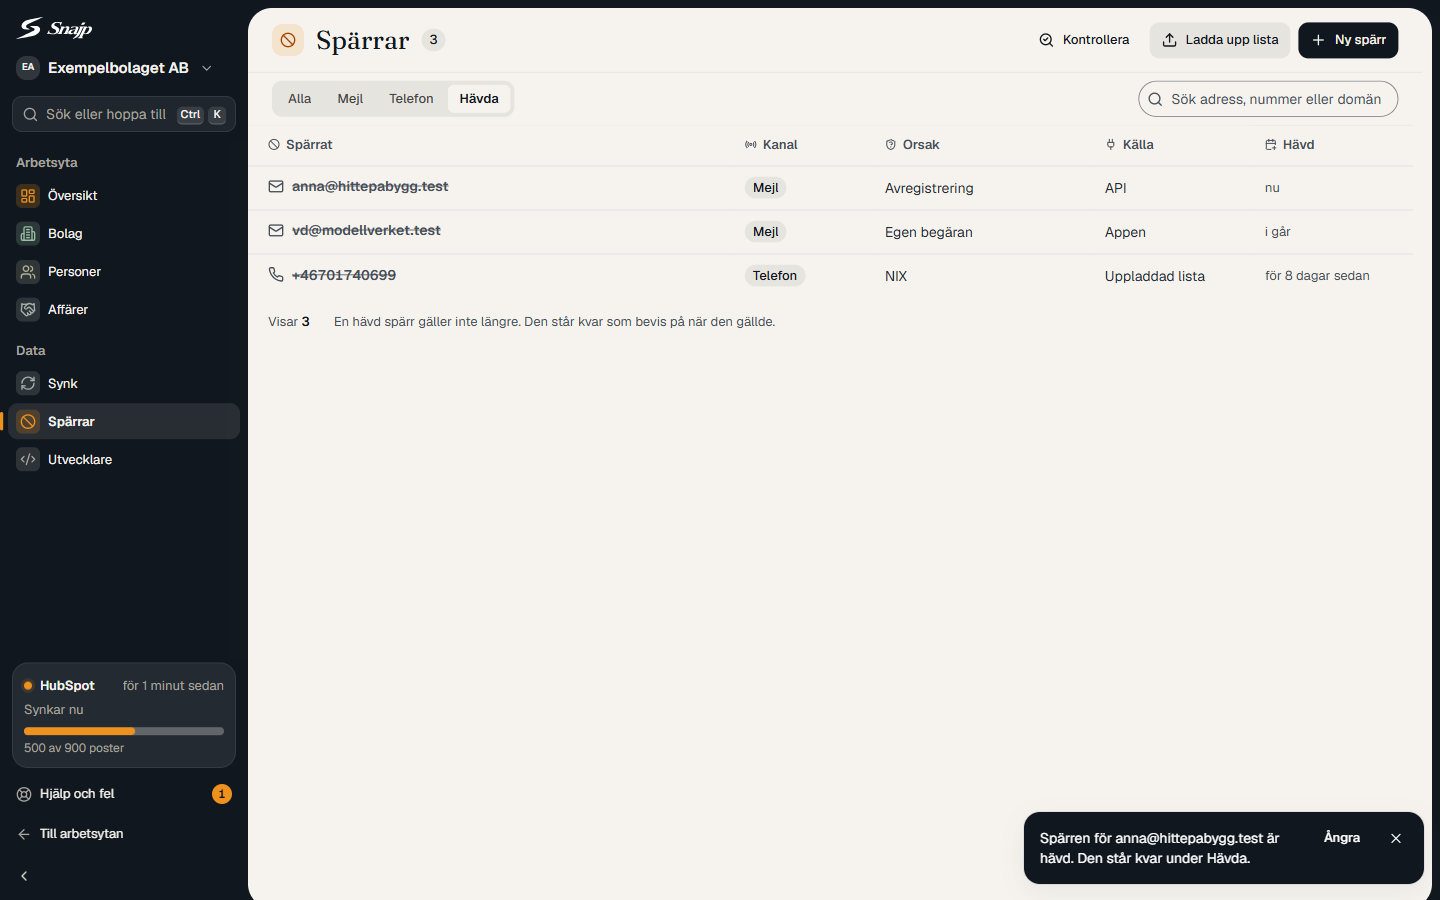 Snajp
EA Exempelbolaget AB
Sök eller hoppa till Ctrl K
Arbetsyta
Översikt
Bolag
Personer
Affärer
Data
Synk
Spärrar
Utvecklare
HubSpot för 1 minut sedan
Synkar nu
500 av 900 poster
Hjälp och fel 1
Till arbetsytan
Spärrar 3
Kontrollera
Ladda upp lista
Ny spärr
Alla Mejl Telefon Hävda
Sök adress, nummer eller domän
Spärrat Kanal Orsak Källa Hävd
anna@hittepabygg.test Mejl Avregistrering API nu
vd@modellverket.test Mejl Egen begäran Appen i går
+46701740699 Telefon NIX Uppladdad lista för 8 dagar sedan
Visar 3 En hävd spärr gäller inte längre. Den står kvar som bevis på när den gällde.
Spärren för anna@hittepabygg.test är
hävd. Den står kvar under Hävda.
Ångra